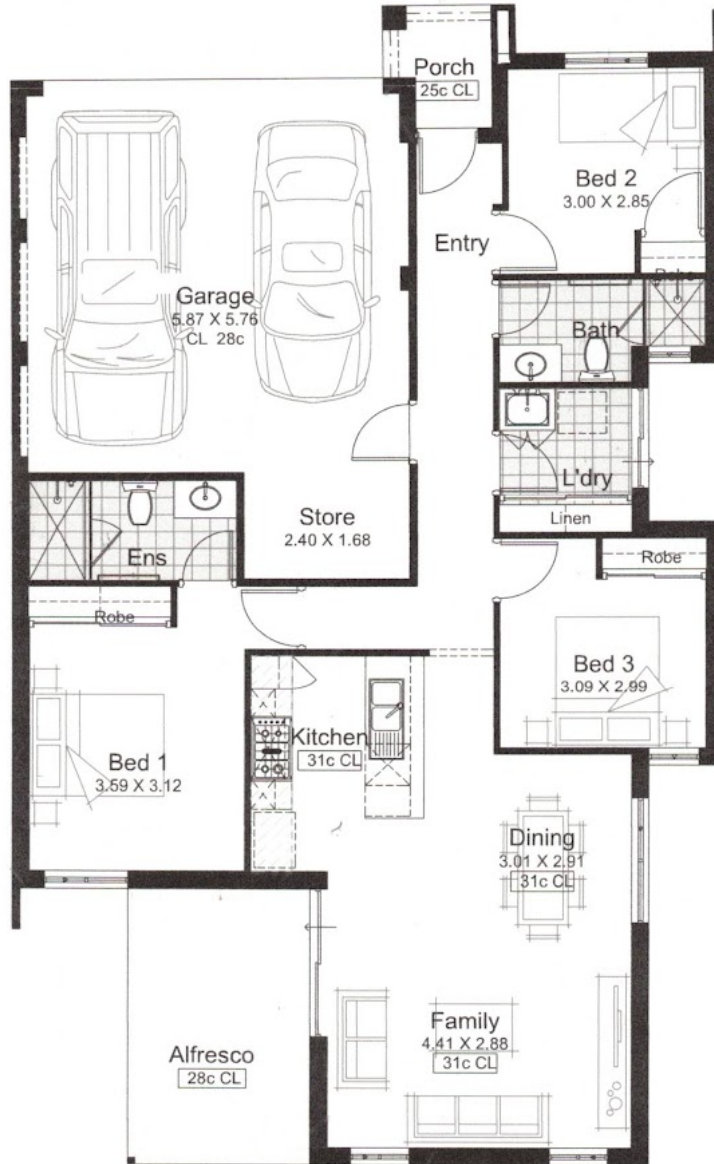 Porch
25c CL
Bed 2
3.00 X 2.85
Entry
Garage
5.87 X 5.76
CL 28c
Bath
L'dry
Linen
Store
2.40 X 1.68
Ens
Robe
Robe
Bed 3
3.09 X 2.99
Kitchen
31c CL
Bed 1
3.59 X 3.12
Dining
3.01 X 2.91
31c CL
Family
4.41 X 2.88
31c CL
Alfresco
28c CL